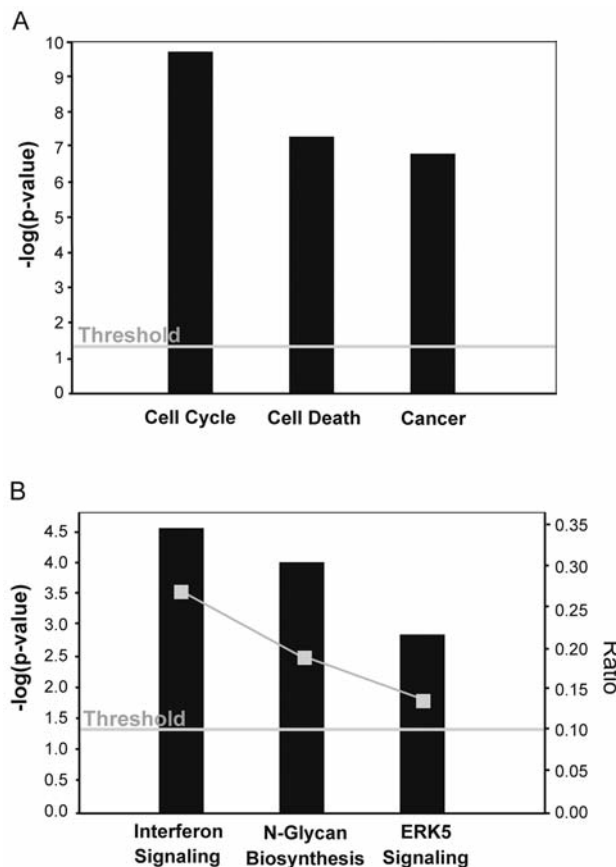 A
10
9
8
7
6
5
4
3
2
1
0
-log(p-value)
Threshold
Cell Cycle
Cell Death
Cancer
B
4.5
4.0
3.5
3.0
2.5
2.0
1.5
1.0
0.5
0.0
-log(p-value)
Threshold
0.35
0.30
0.25
0.20
0.15
0.10
0.05
0.00
Ratio
Interferon
Signaling
N-Glycan
Biosynthesis
ERK5
Signaling